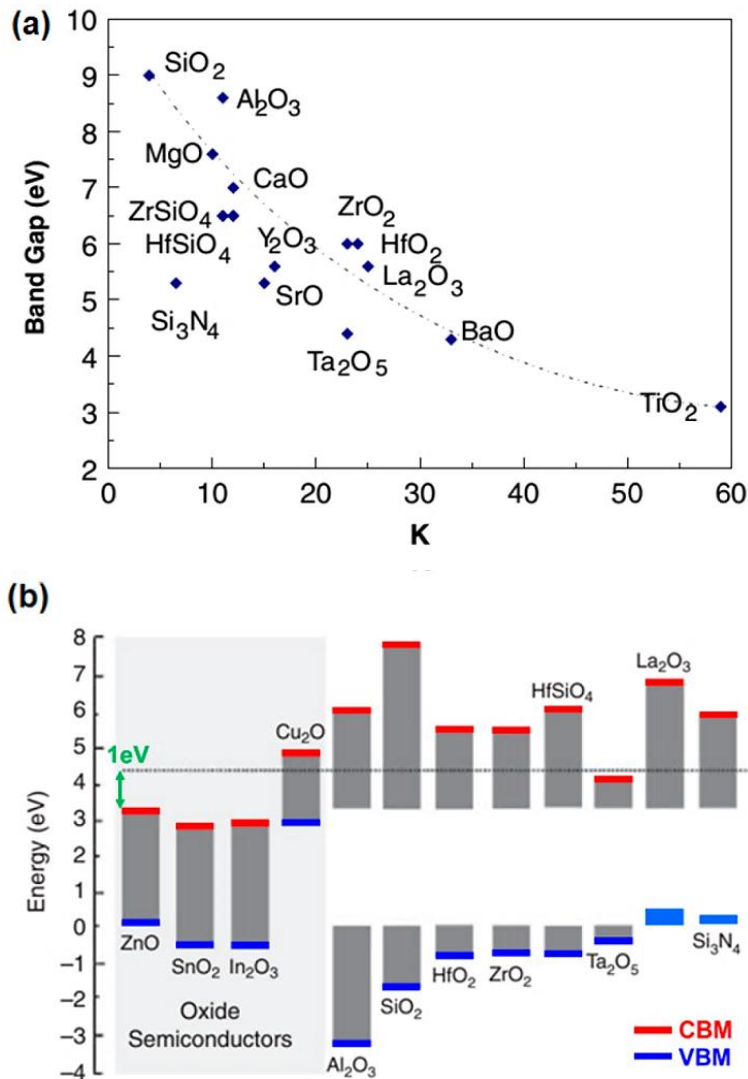 (a)
10
9
8
7
6
5
4
3
2
Band Gap (eV)
SiO₂
Al₂O₃
MgO
CaO
ZrSiO₄
HfSiO₄
Y₂O₃
ZrO₂
HfO₂
La₂O₃
SrO
Si₃N₄
Ta₂O₅
BaO
TiO₂
0 10 20 30 40 50 60
K
(b)
8
7
6
5
4
3
2
1
0
−1
−2
−3
−4
Energy (eV)
1eV
ZnO
SnO₂
In₂O₃
Cu₂O
Oxide
Semiconductors
Al₂O₃
SiO₂
HfO₂
ZrO₂
HfSiO₄
Ta₂O₅
La₂O₃
Si₃N₄
CBM
VBM